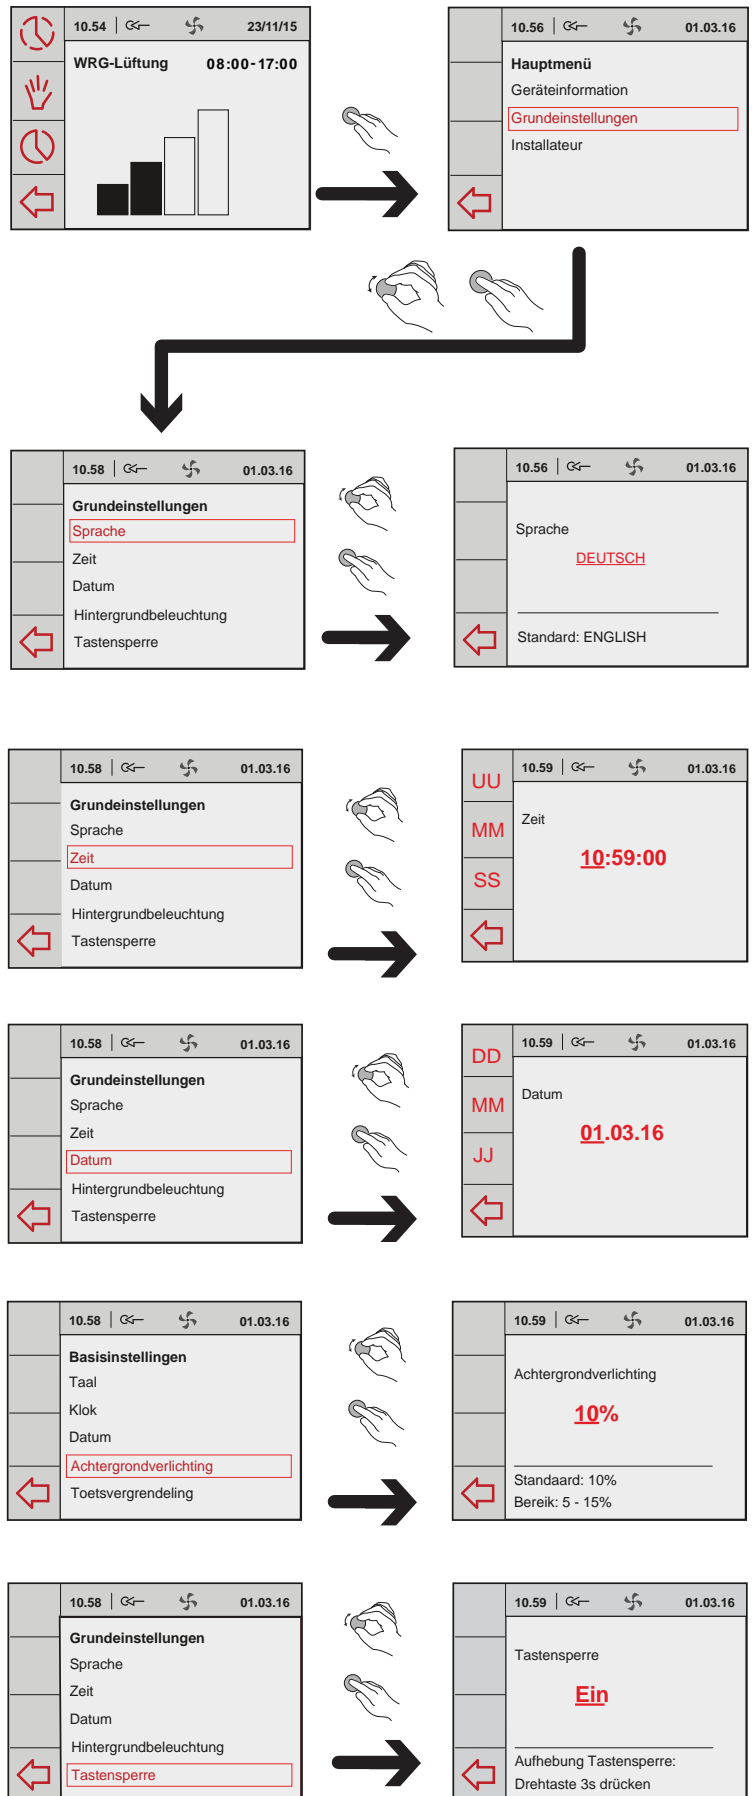 10.54 23/11/15
WRG-Lüftung 08:00-17:00
10.56 01.03.16
Hauptmenü
Geräteinformation
Grundeinstellungen
Installateur
10.58 01.03.16
Grundeinstellungen
Sprache
Zeit
Datum
Hintergrundbeleuchtung
Tastensperre
10.56 01.03.16
Sprache
DEUTSCH
Standard: ENGLISH
10.58 01.03.16
Grundeinstellungen
Sprache
Zeit
Datum
Hintergrundbeleuchtung
Tastensperre
10.59 01.03.16
UU
MM
SS
Zeit
10:59:00
10.58 01.03.16
Grundeinstellungen
Sprache
Zeit
Datum
Hintergrundbeleuchtung
Tastensperre
10.59 01.03.16
DD
MM
JJ
Datum
01.03.16
10.58 01.03.16
Basisinstellingen
Taal
Klok
Datum
Achtergrondverlichting
Toetsvergrendeling
10.59 01.03.16
Achtergrondverlichting
10%
Standaard: 10%
Bereik: 5 - 15%
10.58 01.03.16
Grundeinstellungen
Sprache
Zeit
Datum
Hintergrundbeleuchtung
Tastensperre
10.59 01.03.16
Tastensperre
Ein
Aufhebung Tastensperre:
Drehtaste 3s drücken